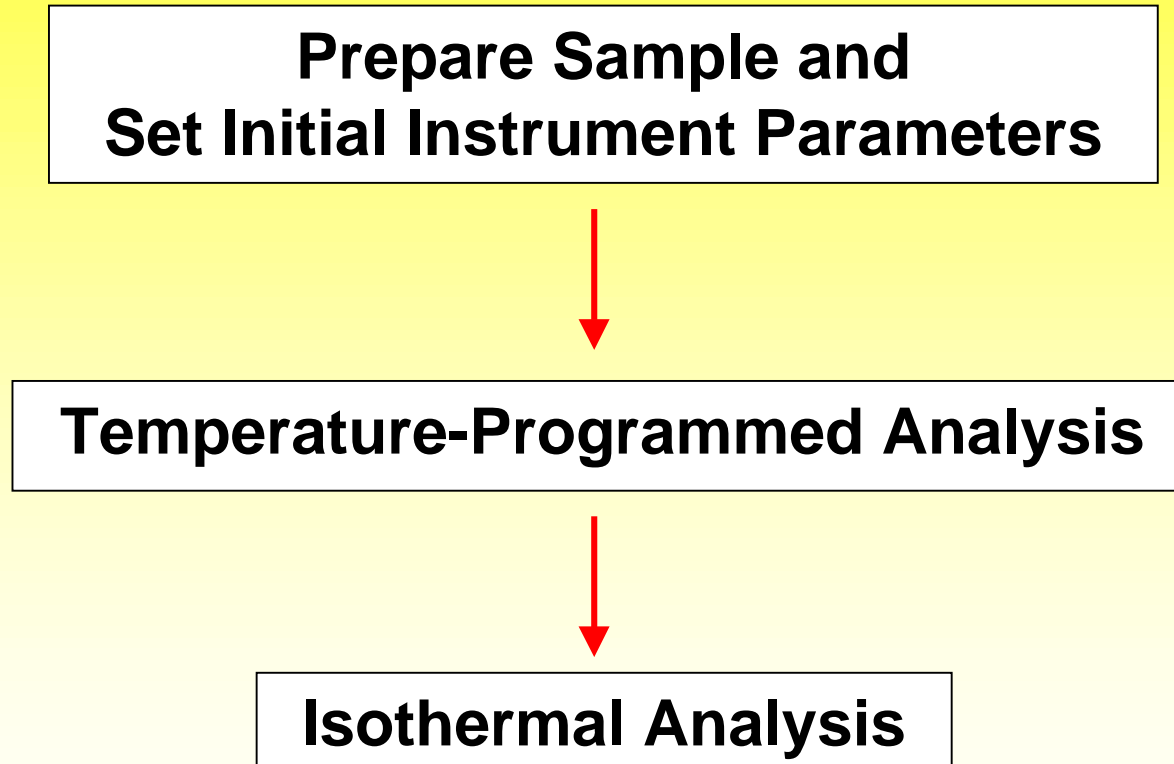 Prepare Sample and
Set Initial Instrument Parameters
Temperature-Programmed Analysis
Isothermal Analysis